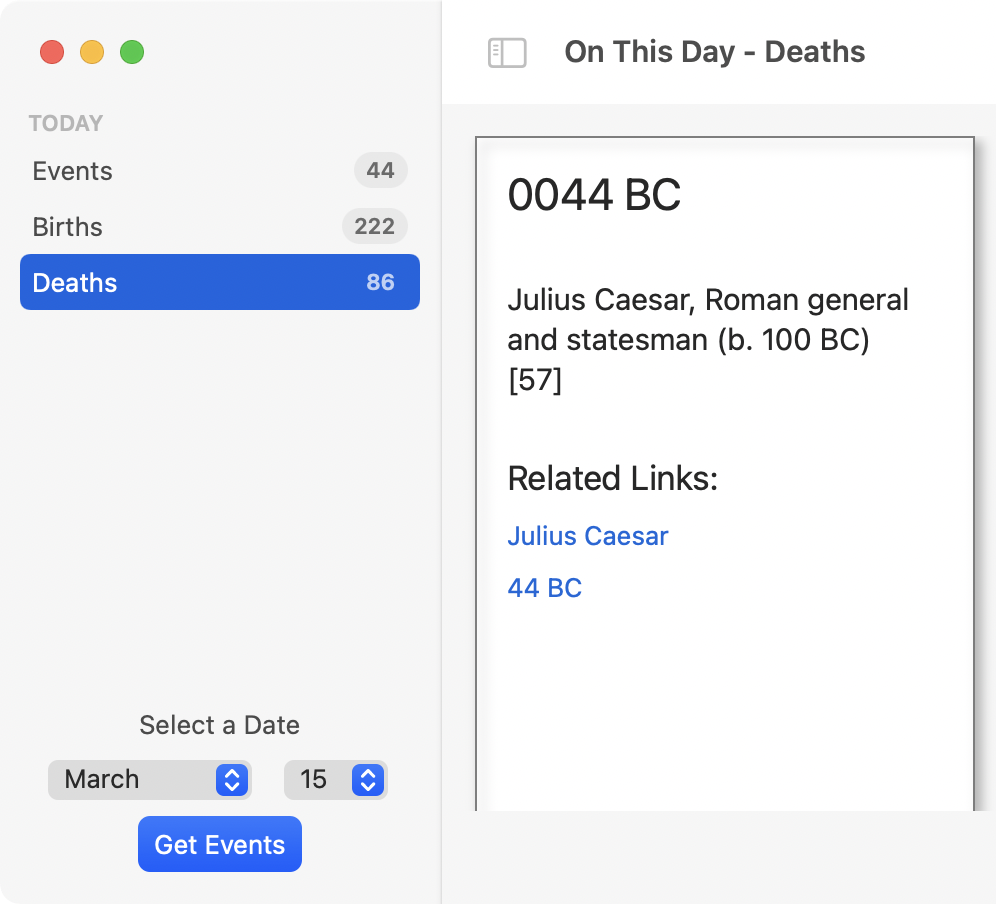 On This Day - Deaths
TODAY
Events 44
Births 222
Deaths 86
Select a Date
March 15
Get Events
0044 BC
Julius Caesar, Roman general
and statesman (b. 100 BC)
[57]
Related Links:
Julius Caesar
44 BC